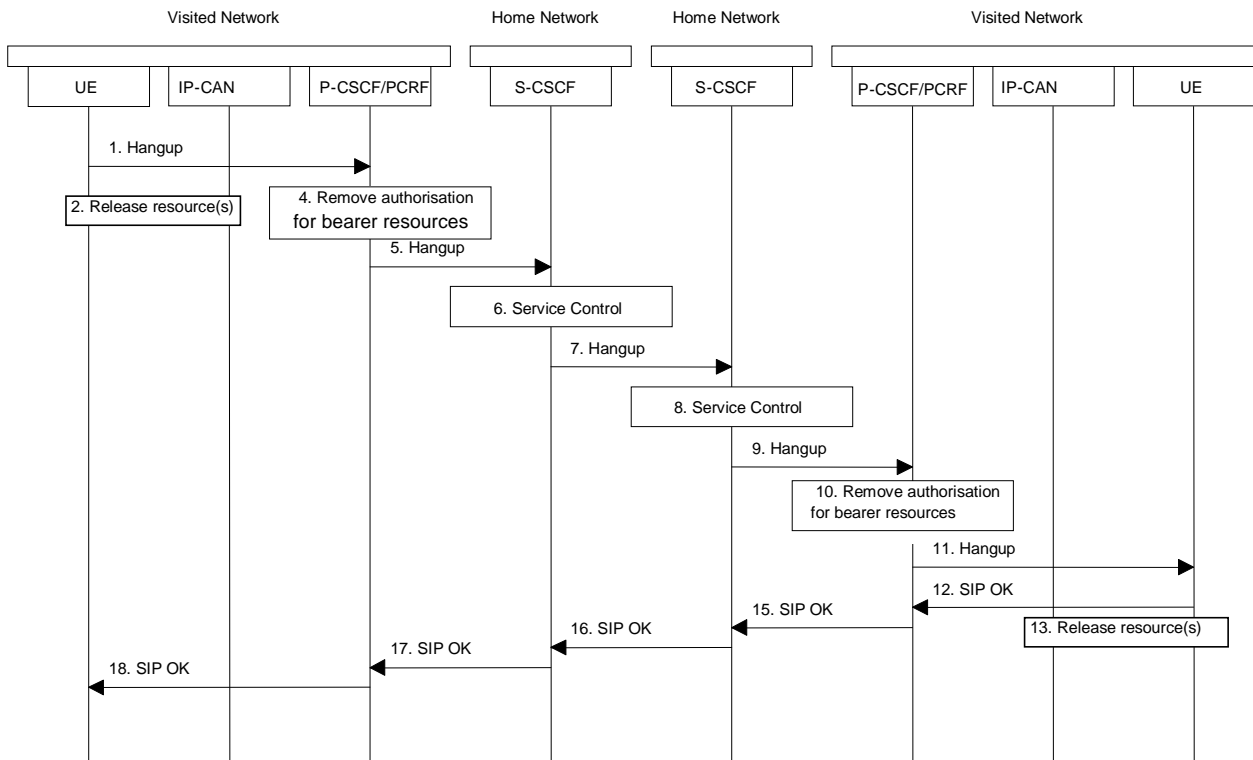 Visited Network
Home Network
Home Network
Visited Network
UE
IP-CAN
P-CSCF/PCRF
S-CSCF
S-CSCF
P-CSCF/PCRF
IP-CAN
UE
1. Hangup
2. Release resource(s)
4. Remove authorisation
for bearer resources
5. Hangup
6. Service Control
7. Hangup
8. Service Control
9. Hangup
10. Remove authorisation
for bearer resources
11. Hangup
12. SIP OK
13. Release resource(s)
15. SIP OK
16. SIP OK
17. SIP OK
18. SIP OK